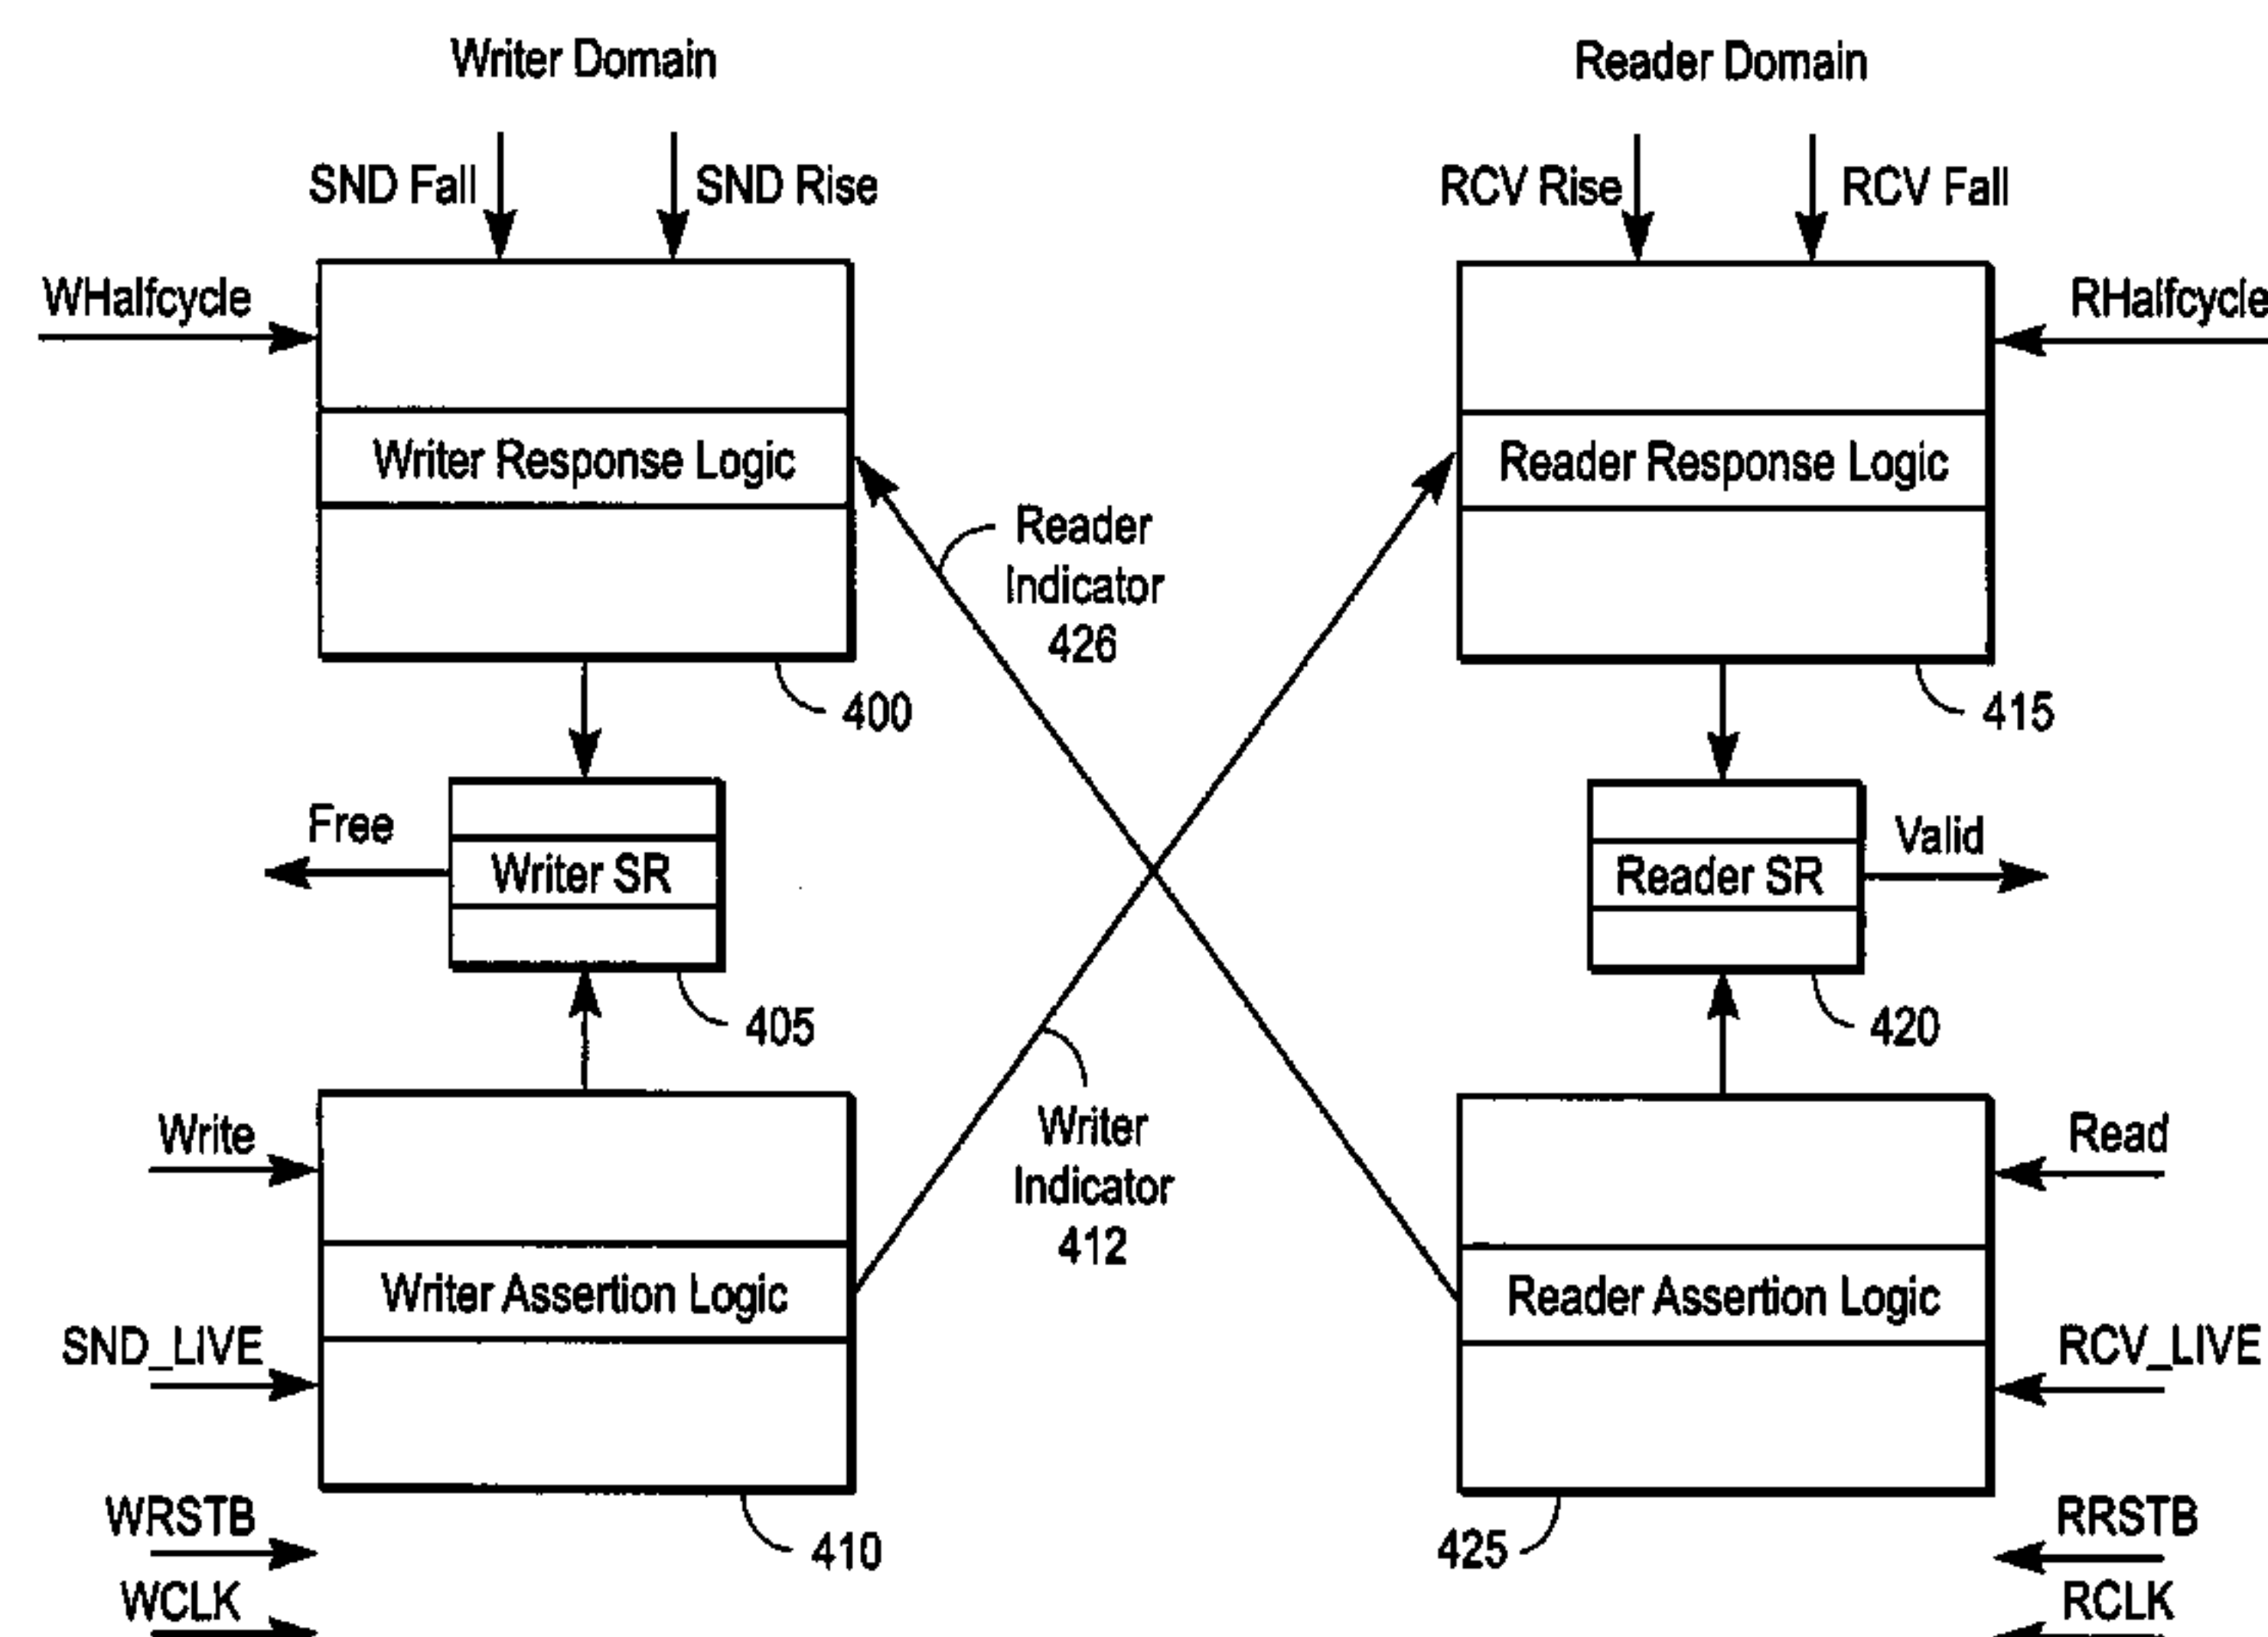 Writer Domain
Reader Domain
SND Fall
SND Rise
RCV Rise
RCV Fall
WHalfcycle
RHalfcycle
Writer Response Logic
Reader Response Logic
Reader
Indicator
426
400
415
Free
Writer SR
Reader SR
Valid
405
420
Write
Writer
Indicator
412
Read
Writer Assertion Logic
Reader Assertion Logic
SND_LIVE
RCV_LIVE
WRSTB
410
425
RRSTB
WCLK
RCLK